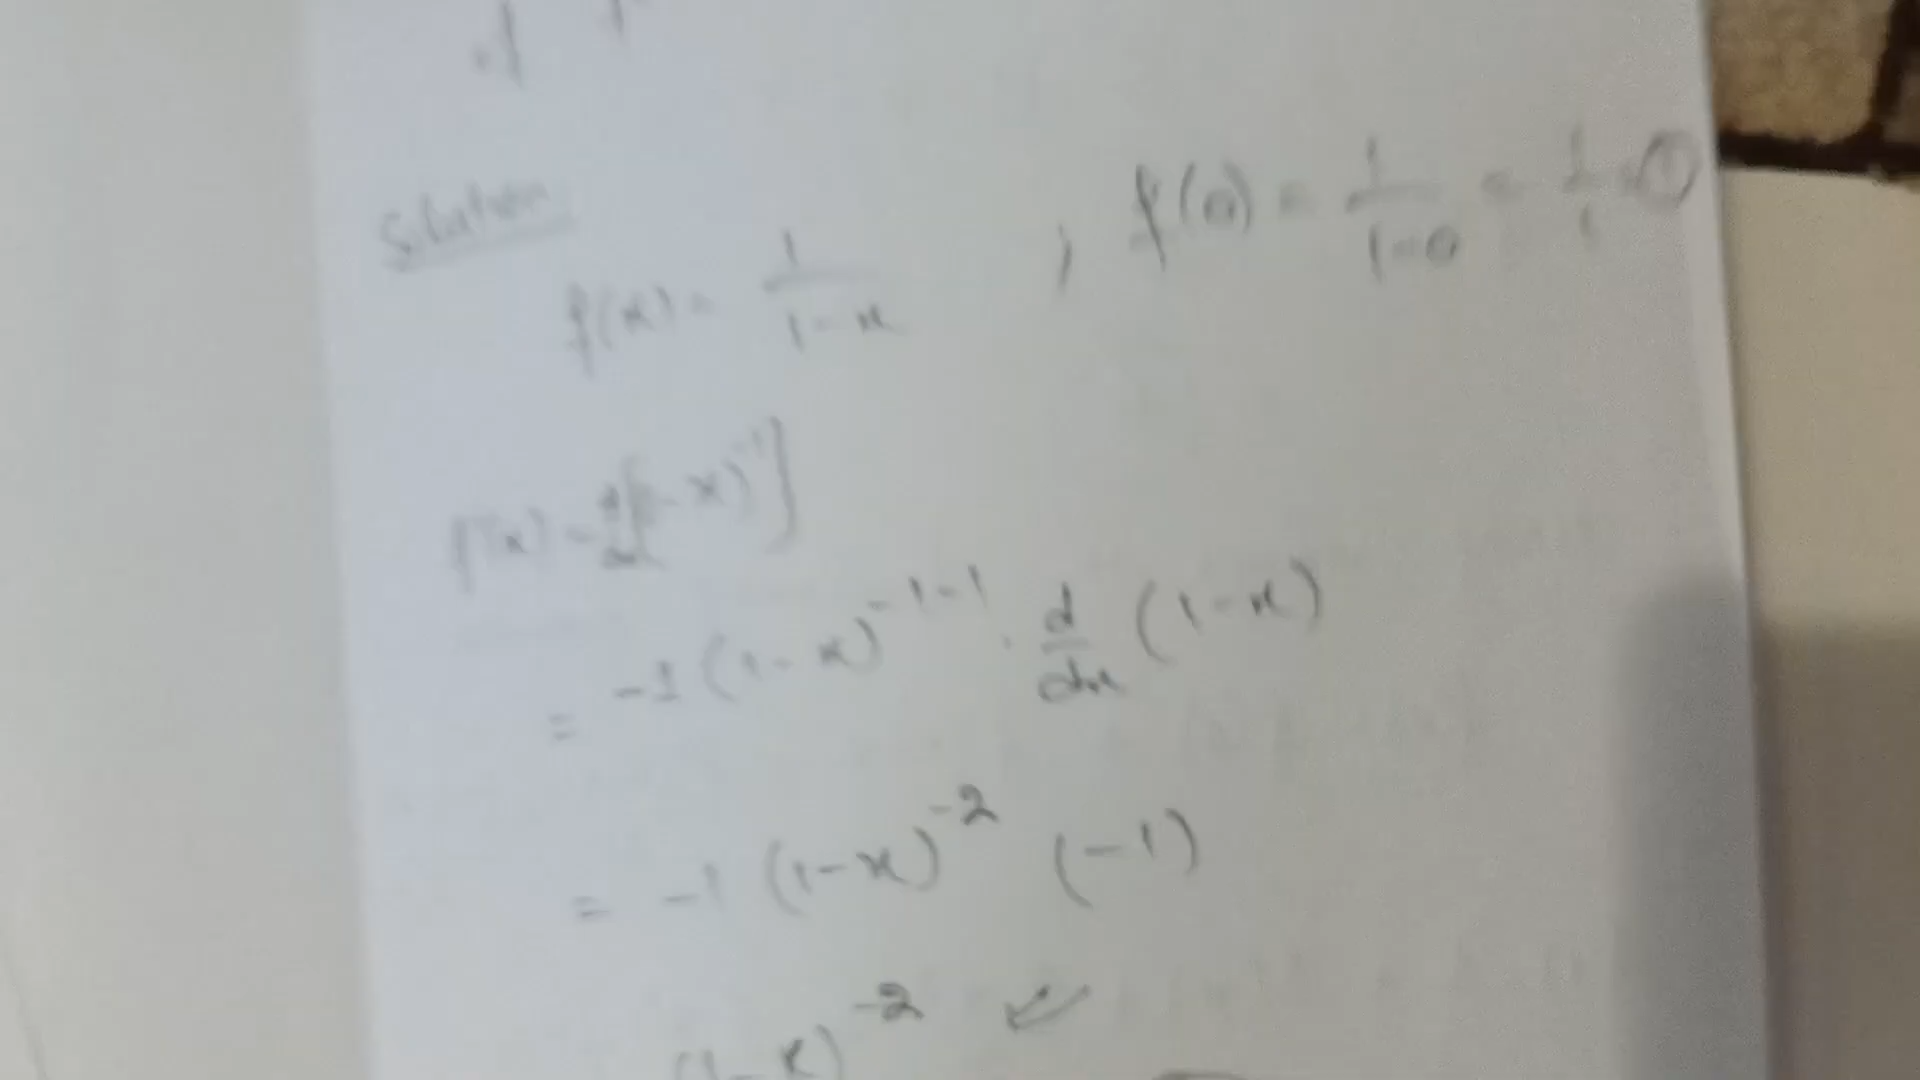 of
Solution
f(x) = 1/(1-x) ; f(0) = 1/(1-0) = 1/1 = 1
f'(x) = d/dx [(1-x)^-1]
= -1 (1-x)^-1-1 . d/dx (1-x)
= -1 (1-x)^-2 (-1)
(1-x)^-2